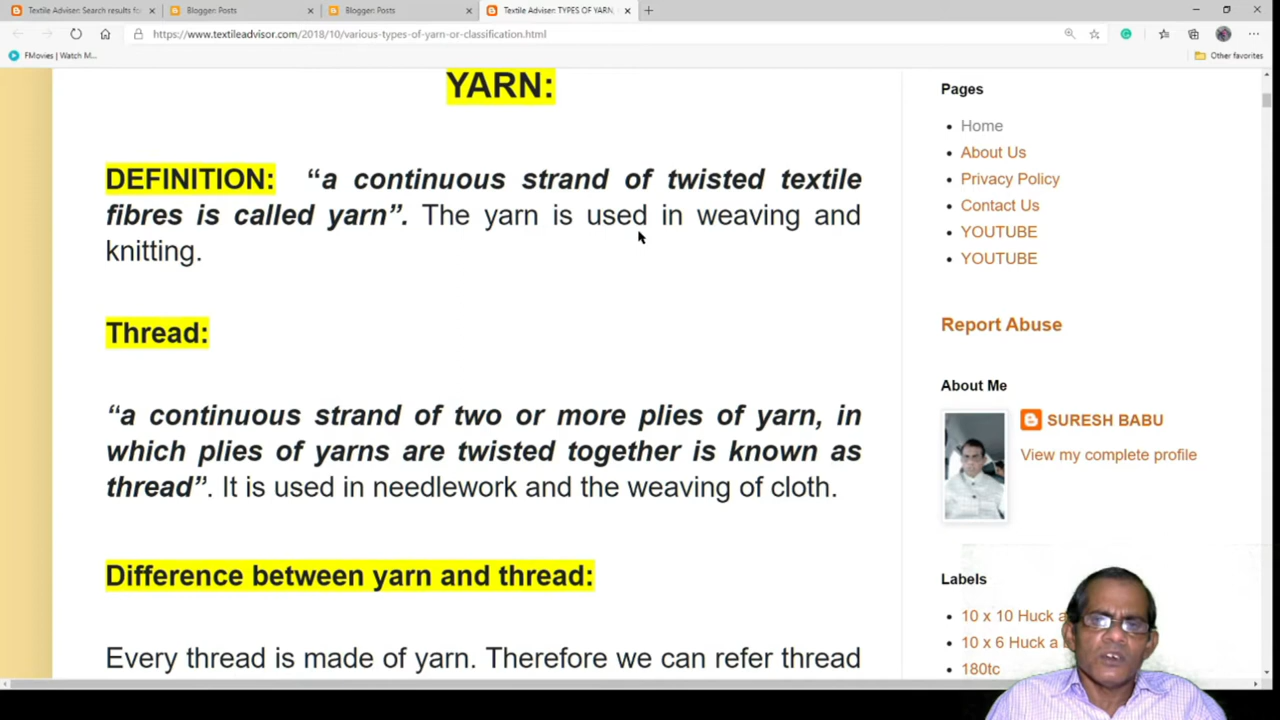 Textile Adviser: Search results fo
Blogger: Posts
Blogger: Posts
Textile Adviser: TYPES OF YARN,
https://www.textileadvisor.com/2018/10/various-types-of-yarn-or-classification.html
FMovies | Watch M...
Other favorites
YARN:
DEFINITION: “a continuous strand of twisted textile
fibres is called yarn”. The yarn is used in weaving and
knitting.
Thread:
“a continuous strand of two or more plies of yarn, in
which plies of yarns are twisted together is known as
thread”. It is used in needlework and the weaving of cloth.
Difference between yarn and thread:
Every thread is made of yarn. Therefore we can refer thread
Pages
Home
About Us
Privacy Policy
Contact Us
YOUTUBE
YOUTUBE
Report Abuse
About Me
SURESH BABU
View my complete profile
Labels
10 x 10 Huck a
10 x 6 Huck a
180tc